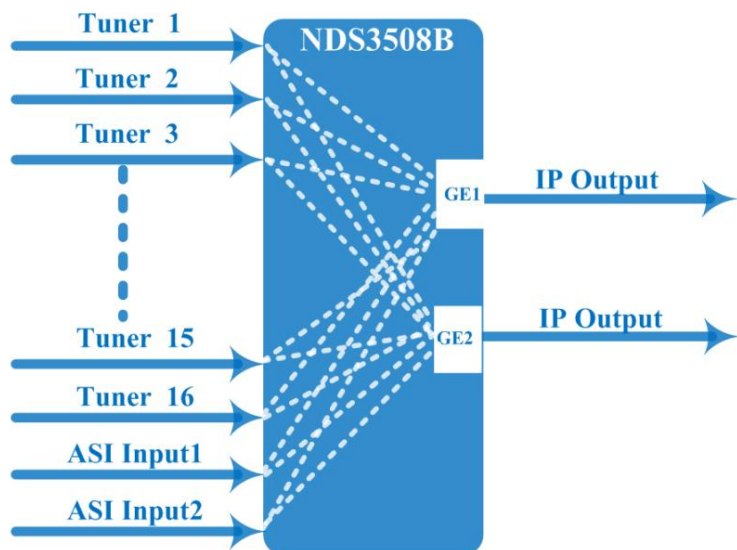 Tuner 1
Tuner 2
Tuner 3
Tuner 15
Tuner 16
ASI Input1
ASI Input2
NDS3508B
GE1
GE2
IP Output
IP Output